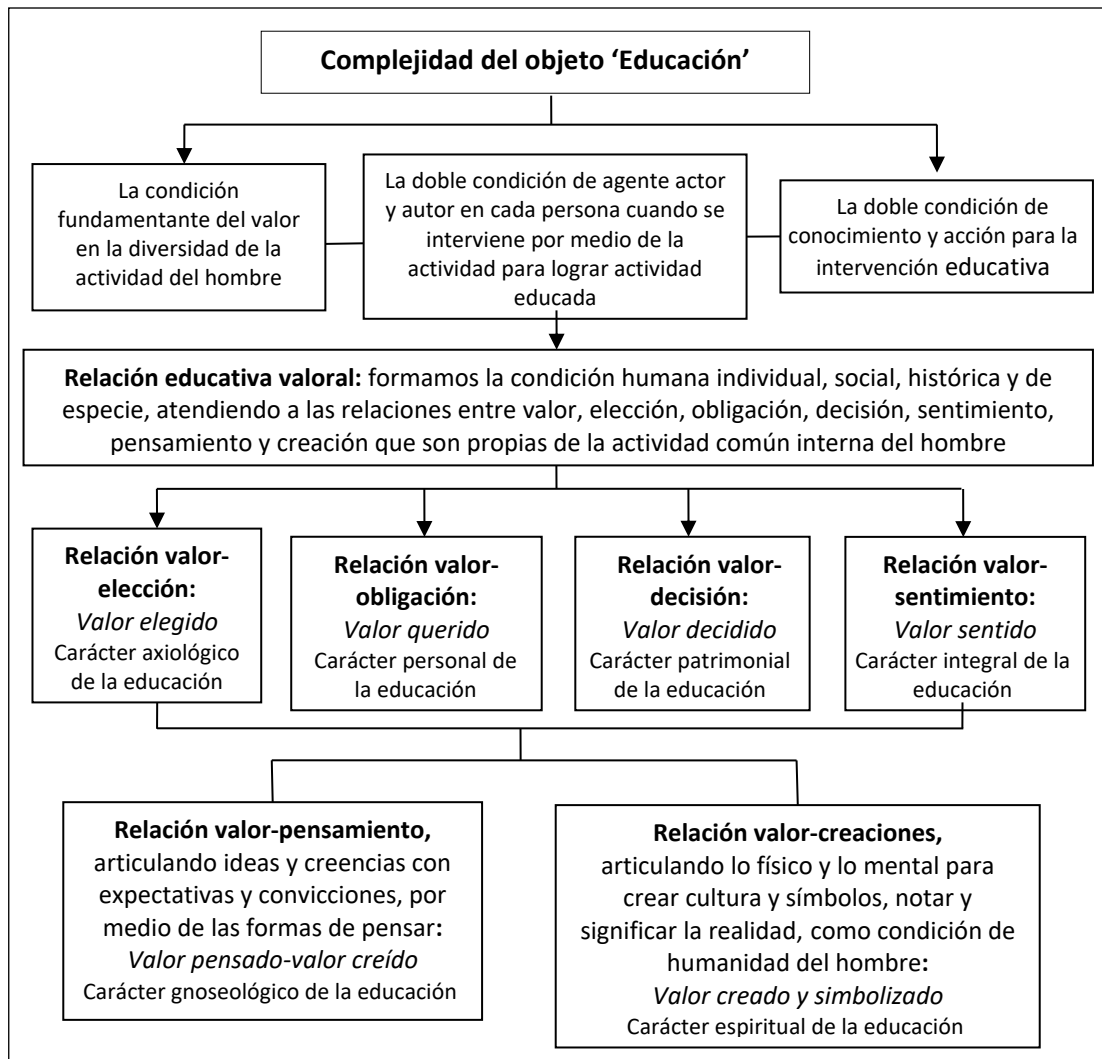 Complejidad del objeto ‘Educación’
La condición
fundamentante del valor
en la diversidad de la
actividad del hombre
La doble condición de agente actor
y autor en cada persona cuando se
interviene por medio de la
actividad para lograr actividad
educada
La doble condición de
conocimiento y acción para la
intervención educativa
Relación educativa valoral: formamos la condición humana individual, social, histórica y de
especie, atendiendo a las relaciones entre valor, elección, obligación, decisión, sentimiento,
pensamiento y creación que son propias de la actividad común interna del hombre
Relación valor-
elección:
Valor elegido
Carácter axiológico
de la educación
Relación valor-
obligación:
Valor querido
Carácter personal de
la educación
Relación valor-
decisión:
Valor decidido
Carácter patrimonial
de la educación
Relación valor-
sentimiento:
Valor sentido
Carácter integral de la
educación
Relación valor-pensamiento,
articulando ideas y creencias con
expectativas y convicciones, por
medio de las formas de pensar:
Valor pensado-valor creído
Carácter gnoseológico de la educación
Relación valor-creaciones,
articulando lo físico y lo mental para
crear cultura y símbolos, notar y
significar la realidad, como condición de
humanidad del hombre:
Valor creado y simbolizado
Carácter espiritual de la educación